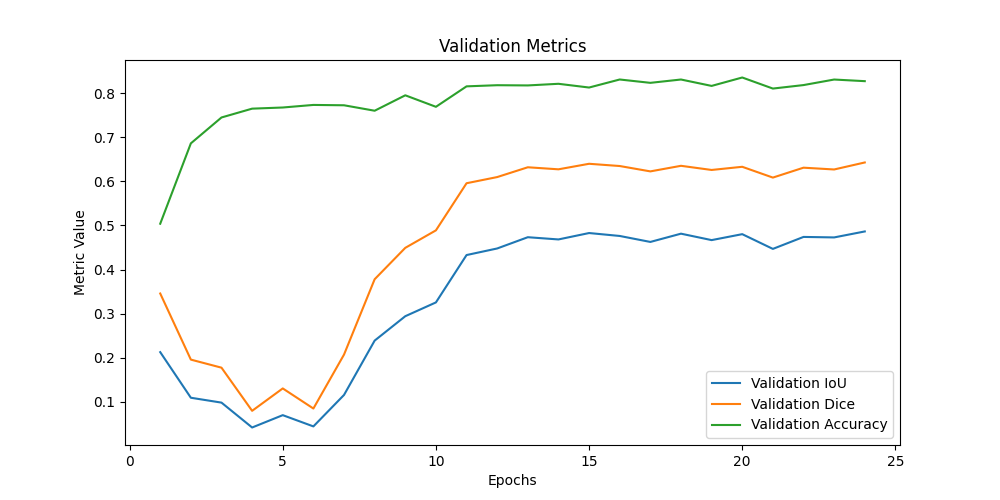 Validation Metrics
Metric Value
0.8
0.7
0.6
0.5
0.4
0.3
0.2
0.1
Validation IoU
Validation Dice
Validation Accuracy
0 5 10 15 20 25
Epochs